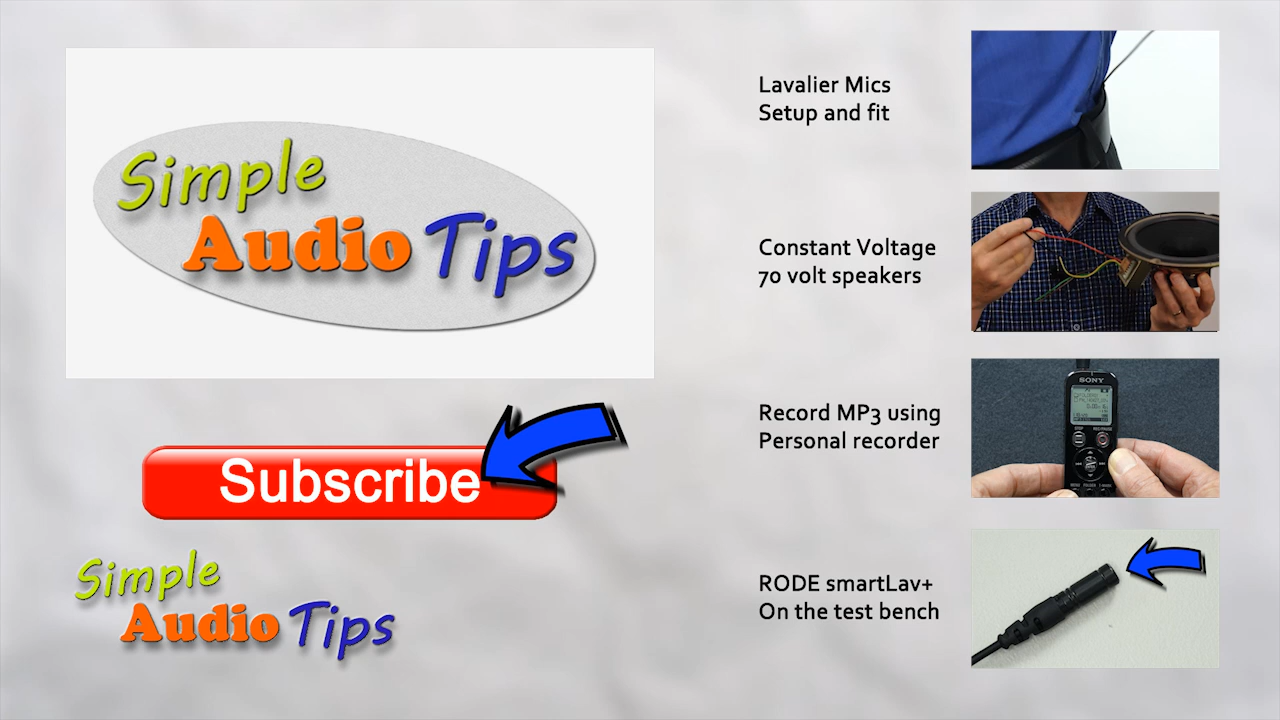 Simple
Audio Tips
Subscribe
Simple
Audio Tips
Lavalier Mics
Setup and fit
Constant Voltage
70 volt speakers
Record MP3 using
Personal recorder
SONY
RODE smartLav+
On the test bench